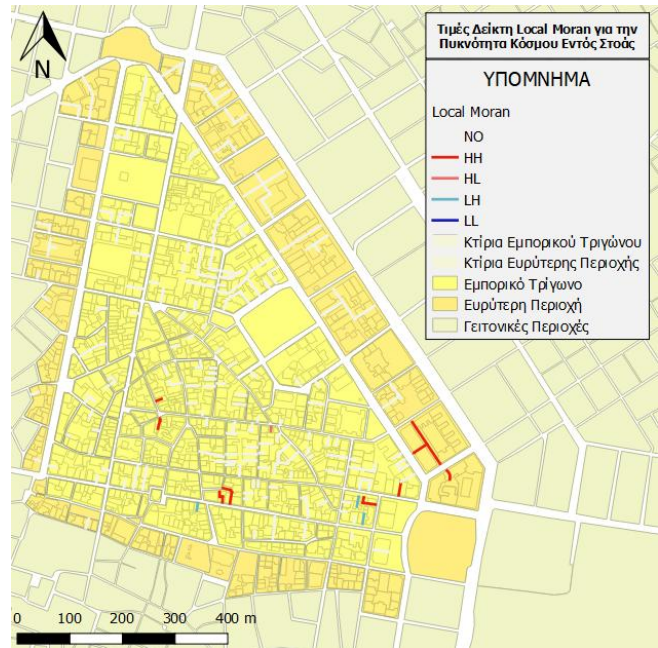 Τιμές Δείκτη Local Moran για την
Πυκνότητα Κόσμου Εντός Στοάς
ΥΠΟΜΝΗΜΑ
Local Moran
NO
HH
HL
LH
LL
Κτίρια Εμπορικού Τριγώνου
Κτίρια Ευρύτερης Περιοχής
Εμπορικό Τρίγωνο
Ευρύτερη Περιοχή
Γειτονικές Περιοχές
N
0 100 200 300 400 m